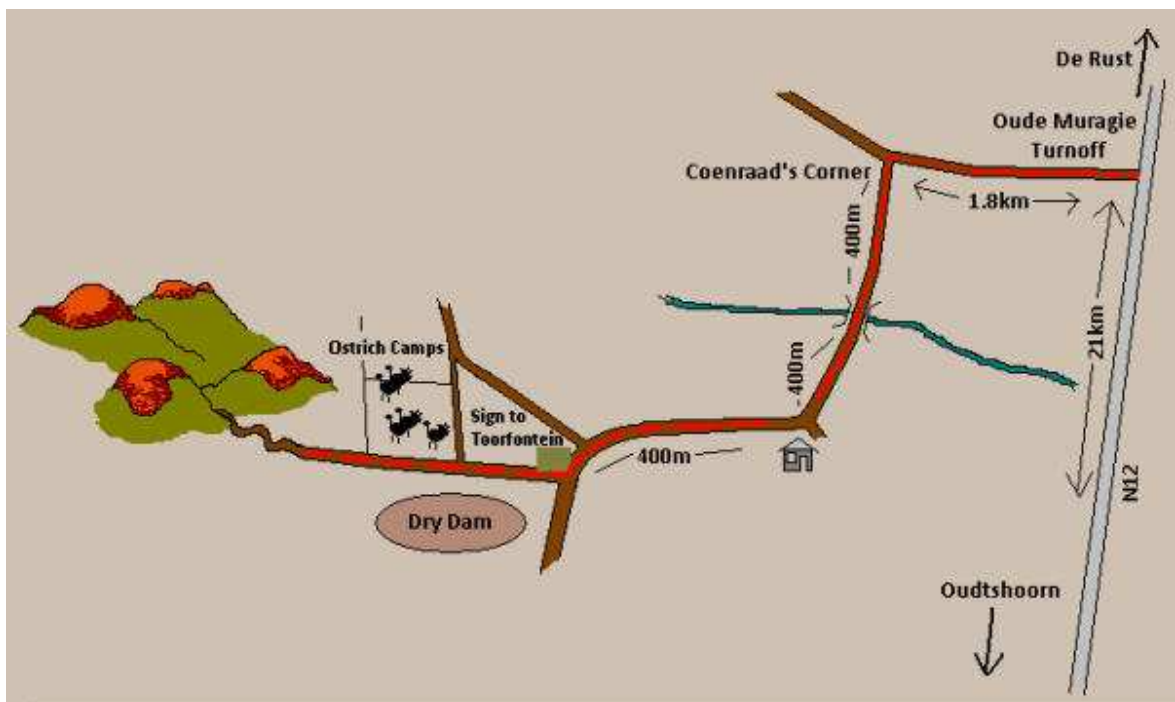 De Rust
Oude Muragie
Turnoff
Coenraad's Corner
1.8km
400m
21km
400m
Ostrich Camps
Sign to
Toorfontein
400m
N12
Dry Dam
Oudtshoorn